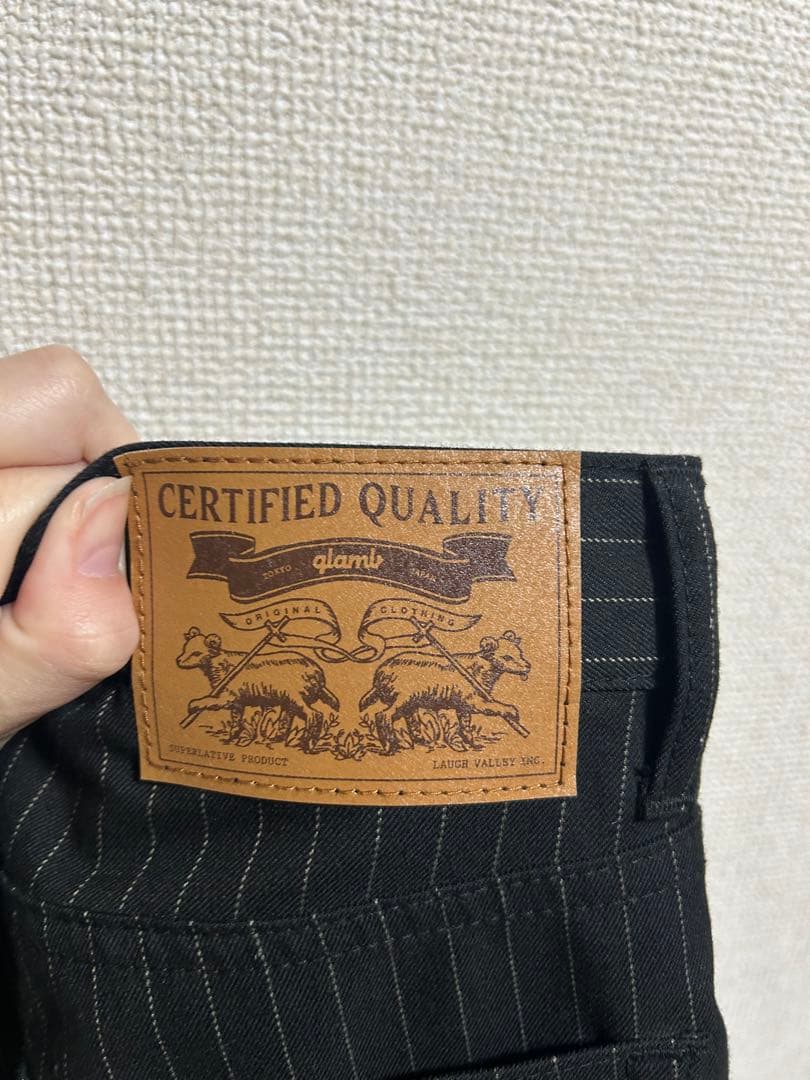 CERTIFIED QUALITY
glamb
TOKYO JAPAN
ORIGINAL CLOTHING
SUPERLATIVE PRODUCT
LAUGH VALLEY INC.